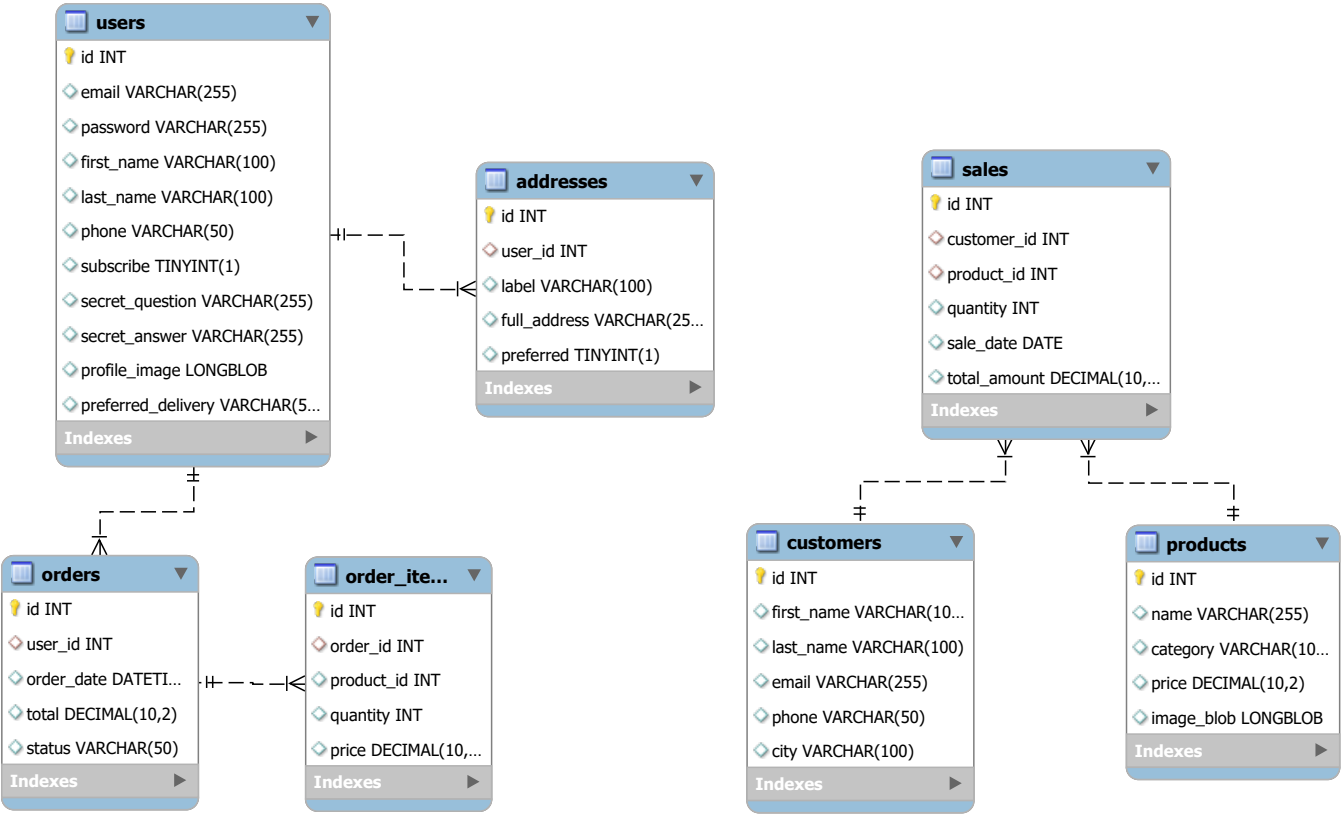 users
id INT
email VARCHAR(255)
password VARCHAR(255)
first_name VARCHAR(100)
last_name VARCHAR(100)
phone VARCHAR(50)
subscribe TINYINT(1)
secret_question VARCHAR(255)
secret_answer VARCHAR(255)
profile_image LONGBLOB
preferred_delivery VARCHAR(5...
Indexes
addresses
id INT
user_id INT
label VARCHAR(100)
full_address VARCHAR(25...
preferred TINYINT(1)
Indexes
sales
id INT
customer_id INT
product_id INT
quantity INT
sale_date DATE
total_amount DECIMAL(10,...
Indexes
orders
id INT
user_id INT
order_date DATETI...
total DECIMAL(10,2)
status VARCHAR(50)
Indexes
order_ite...
id INT
order_id INT
product_id INT
quantity INT
price DECIMAL(10,...
Indexes
customers
id INT
first_name VARCHAR(10...
last_name VARCHAR(100)
email VARCHAR(255)
phone VARCHAR(50)
city VARCHAR(100)
Indexes
products
id INT
name VARCHAR(255)
category VARCHAR(10...
price DECIMAL(10,2)
image_blob LONGBLOB
Indexes